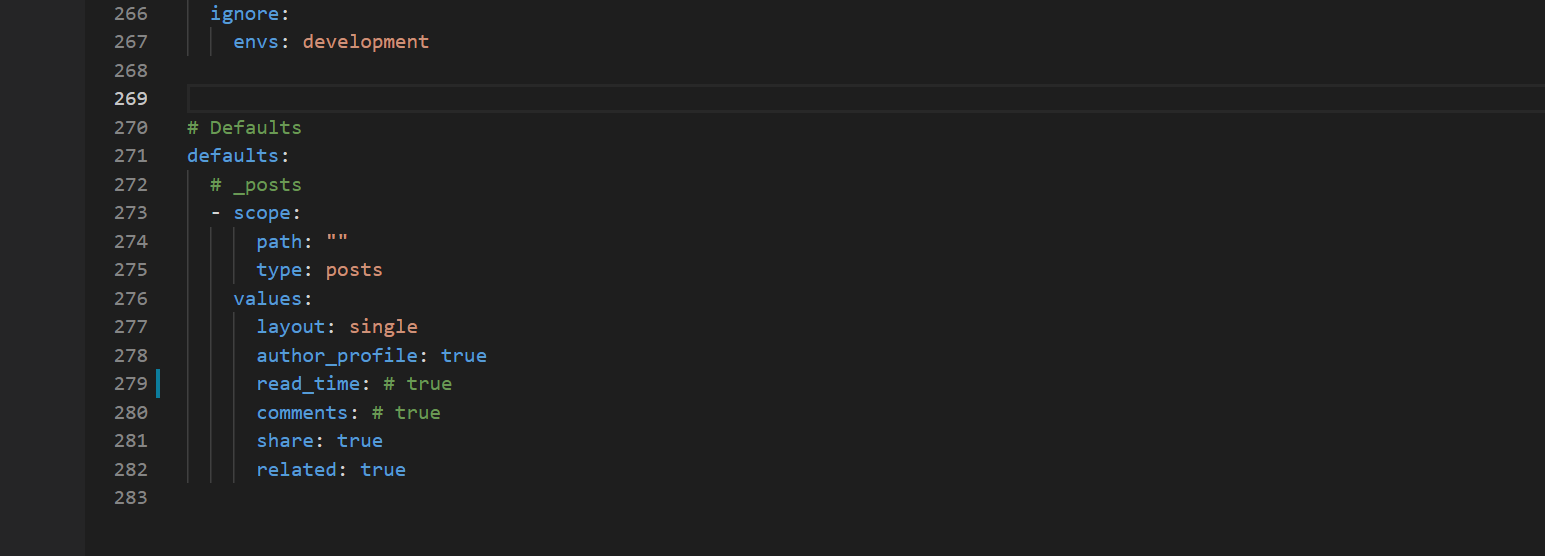 266 ignore:
267 envs: development
268
269
270 # Defaults
271 defaults:
272 # _posts
273 - scope:
274 path: ""
275 type: posts
276 values:
277 layout: single
278 author_profile: true
279 read_time: # true
280 comments: # true
281 share: true
282 related: true
283